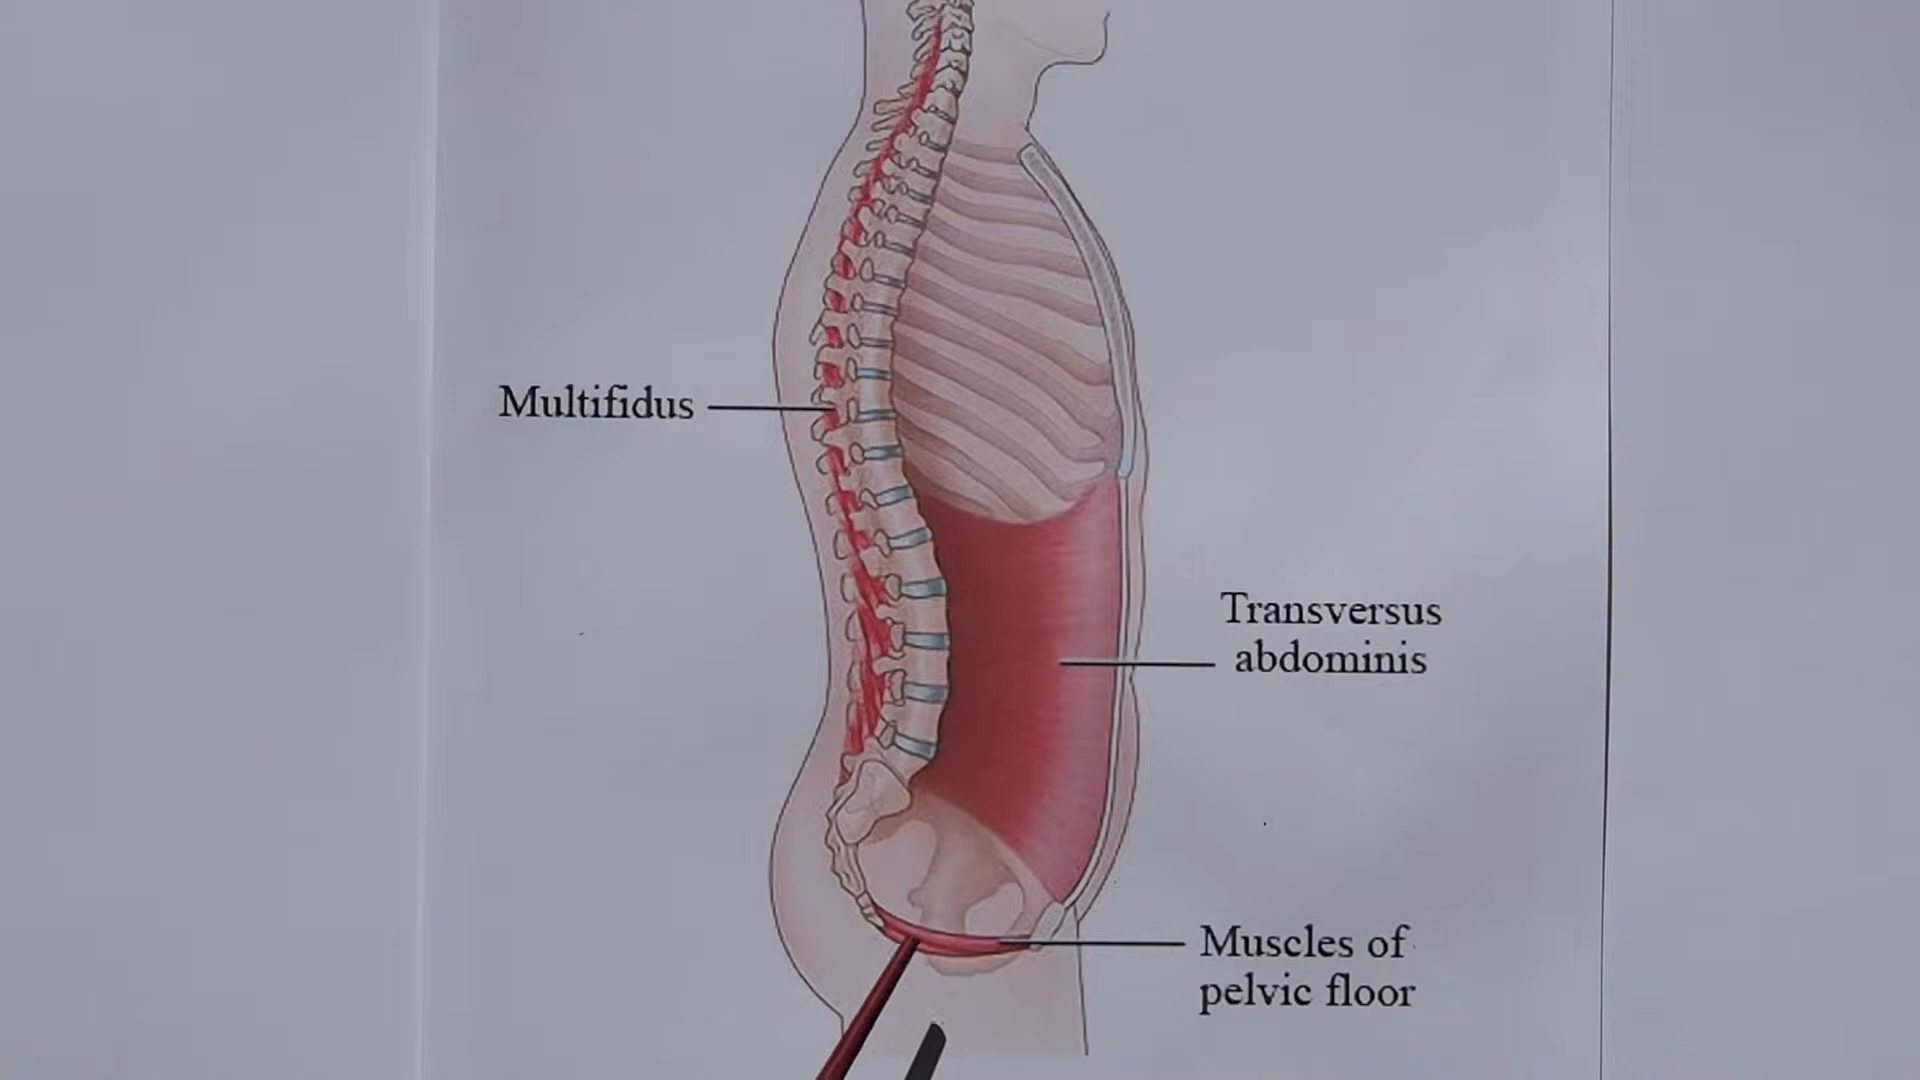 Multifidus
Transversus
abdominis
Muscles of
pelvic floor